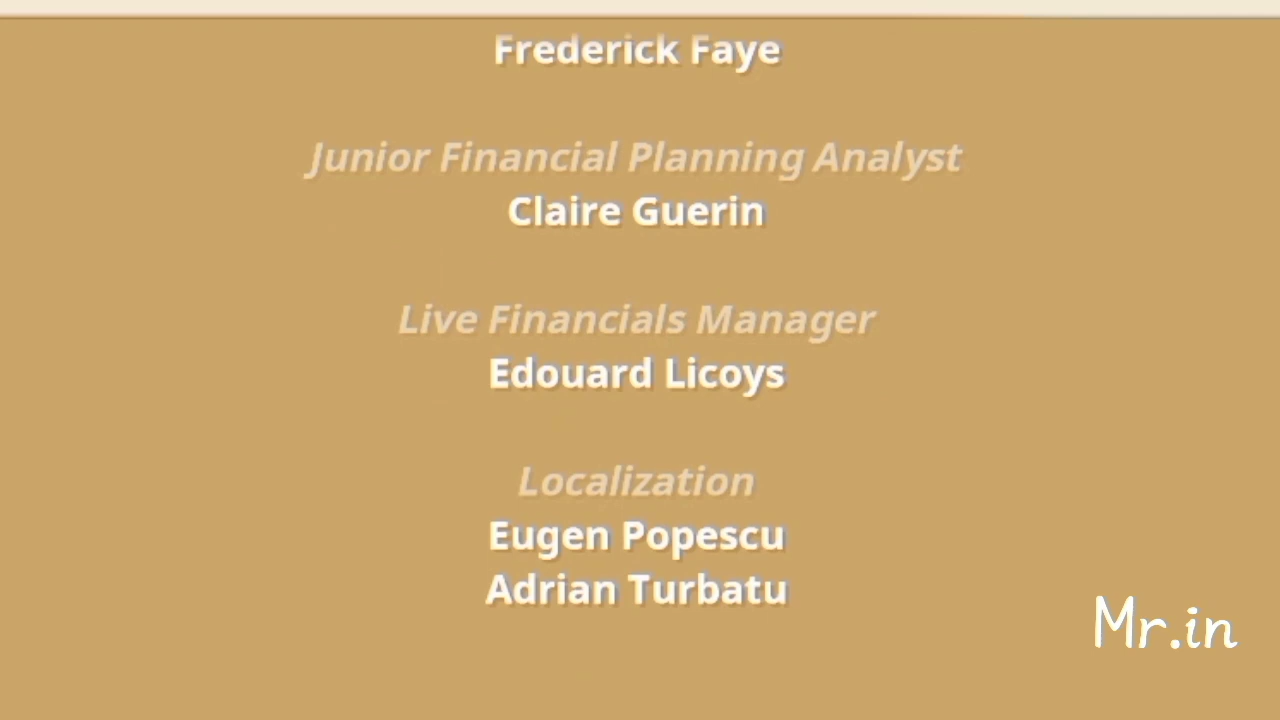 Frederick Faye
Junior Financial Planning Analyst
Claire Guerin
Live Financials Manager
Edouard Licoys
Localization
Eugen Popescu
Adrian Turbatu
Mr.in